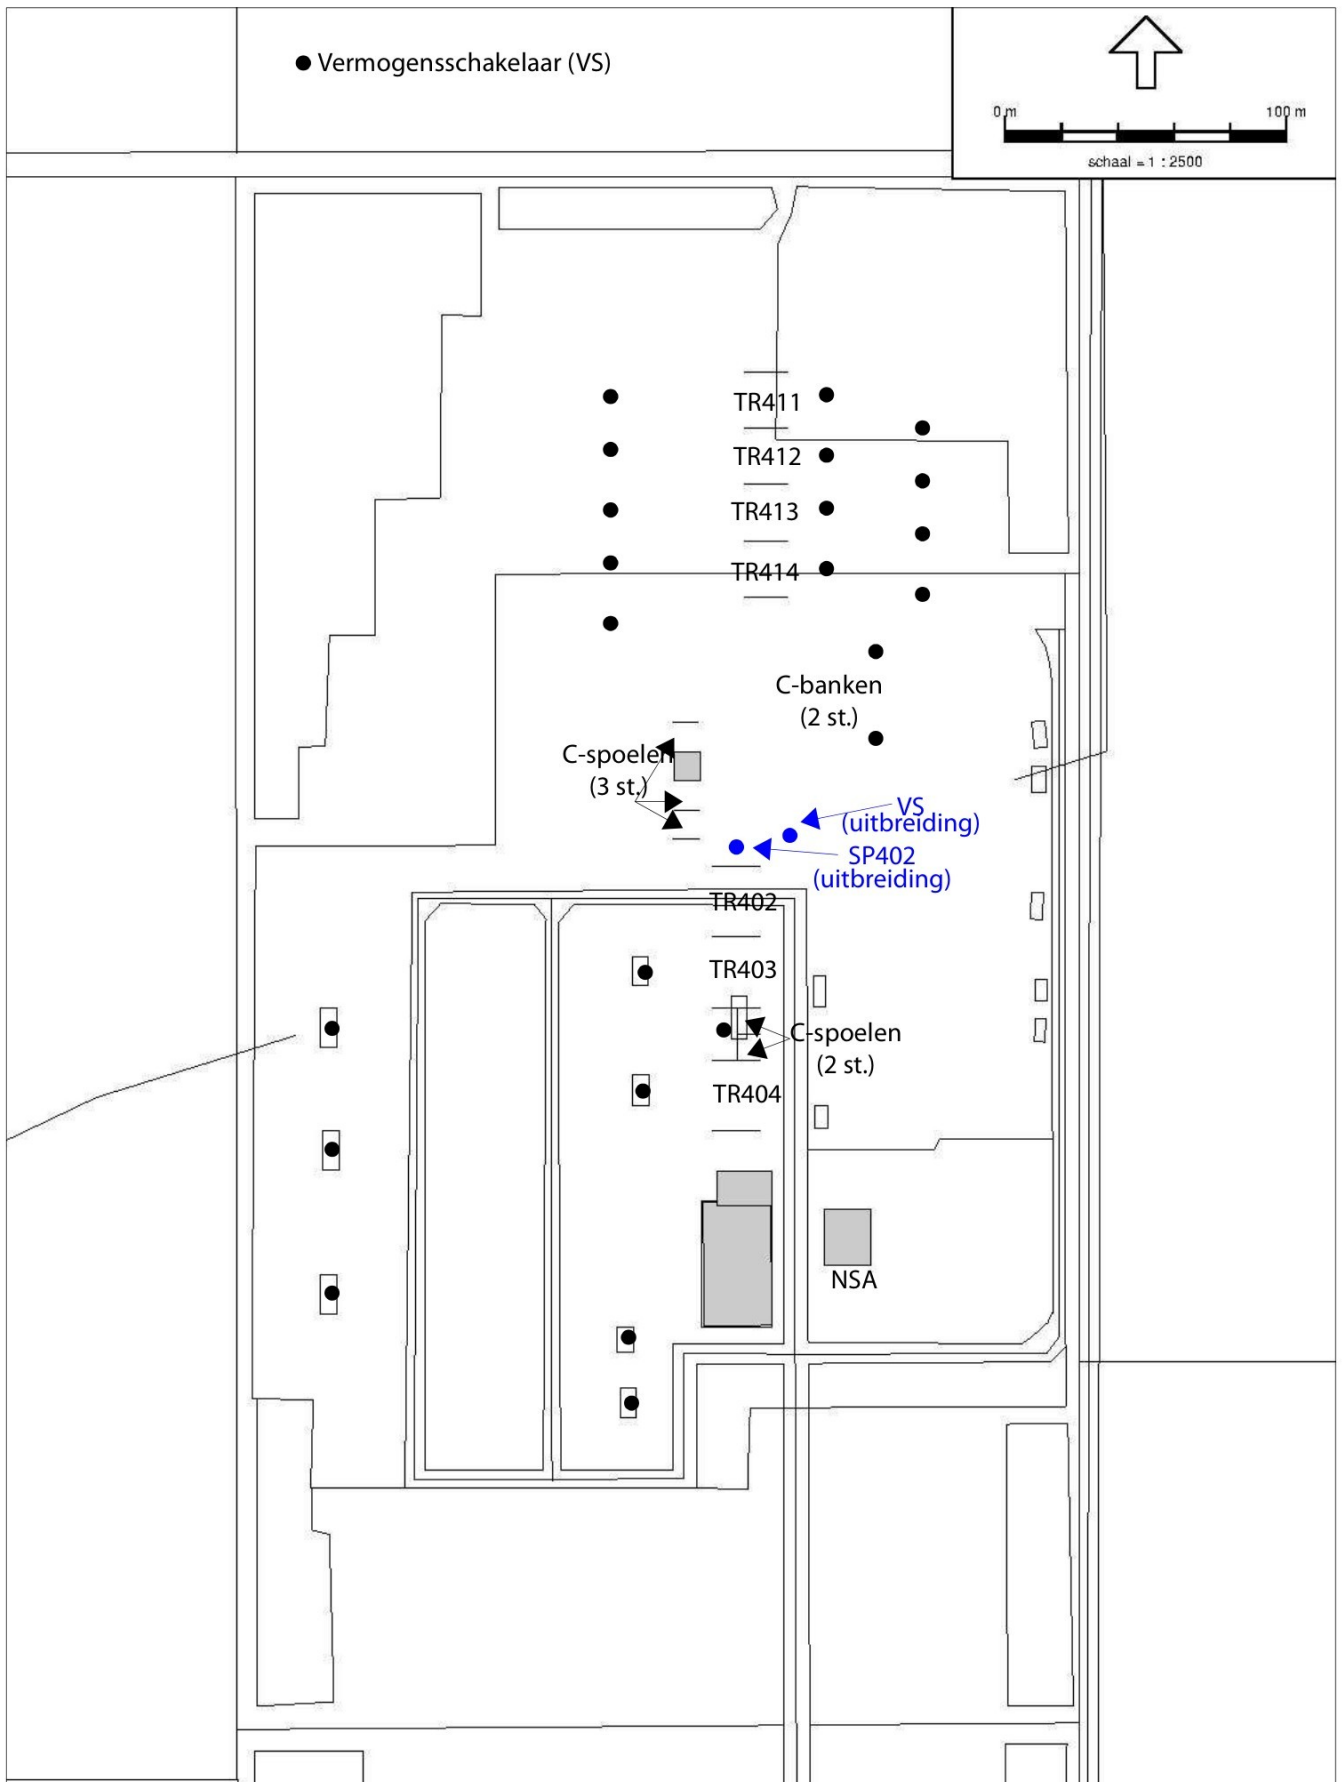 Vermogensschakelaar (VS)
0 m
100 m
schaal = 1 : 2500
TR411
TR412
TR413
TR414
C-banken
(2 st.)
C-spoelen
(3 st.)
VS
(uitbreiding)
SP402
(uitbreiding)
TR402
TR403
C-spoelen
(2 st.)
TR404
NSA